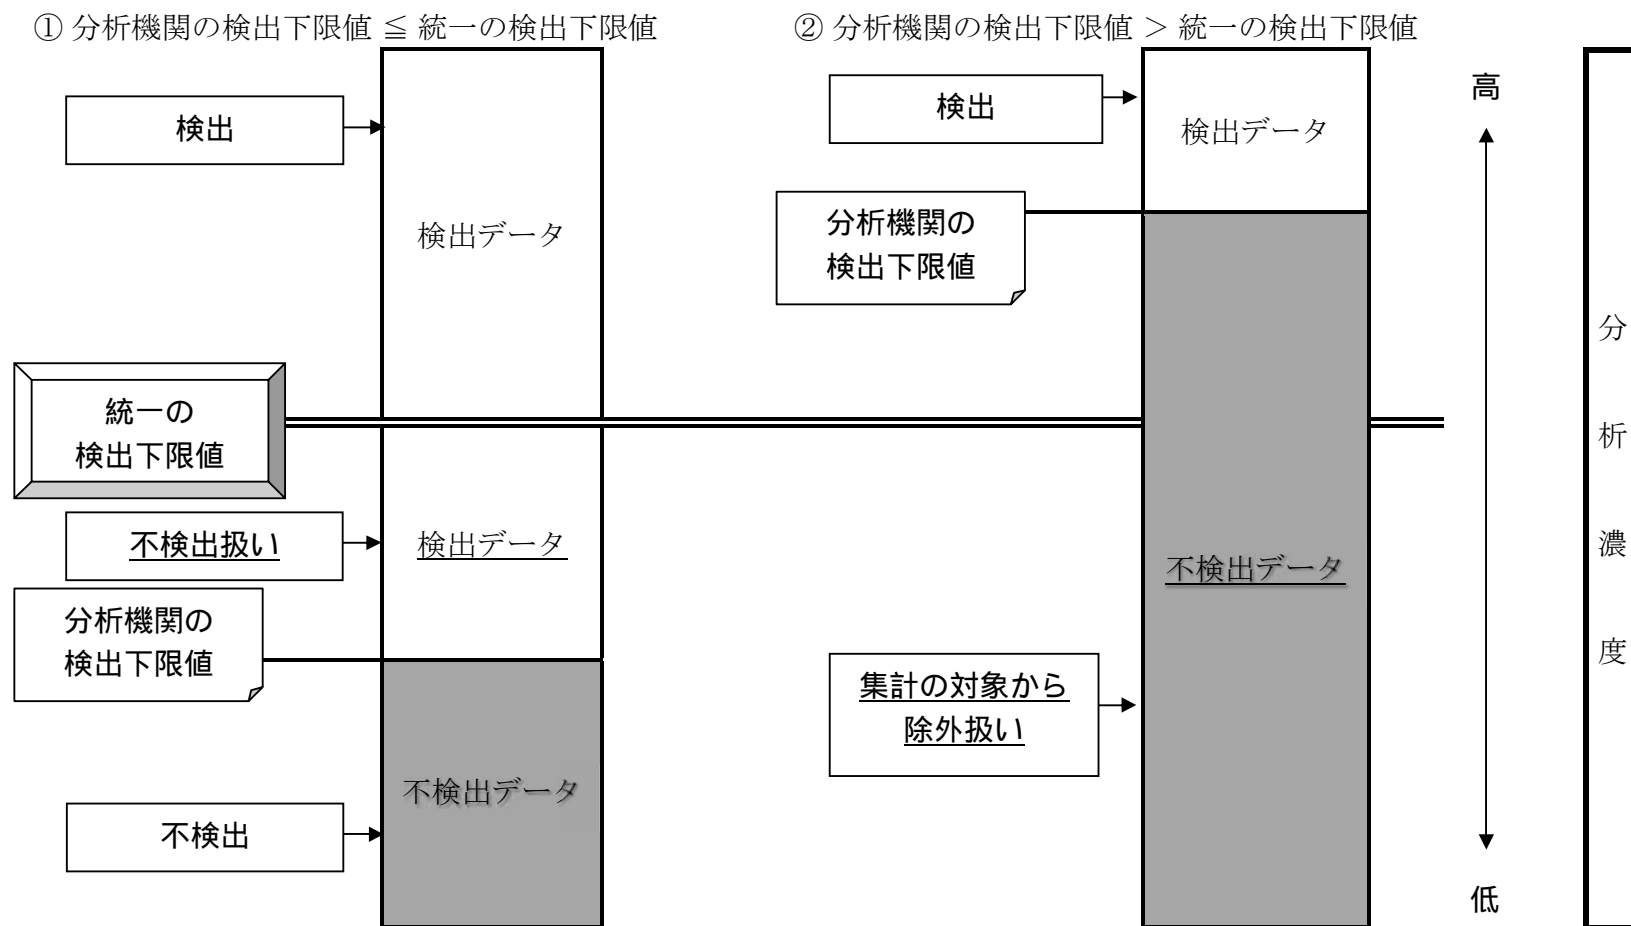 ① 分析機関の検出下限値 ≦ 統一の検出下限値
検出
検出データ
統一の
検出下限値
不検出扱い
検出データ
分析機関の
検出下限値
不検出データ
不検出
② 分析機関の検出下限値 > 統一の検出下限値
検出
検出データ
分析機関の
検出下限値
不検出データ
集計の対象から
除外扱い
高
低
分
析
濃
度